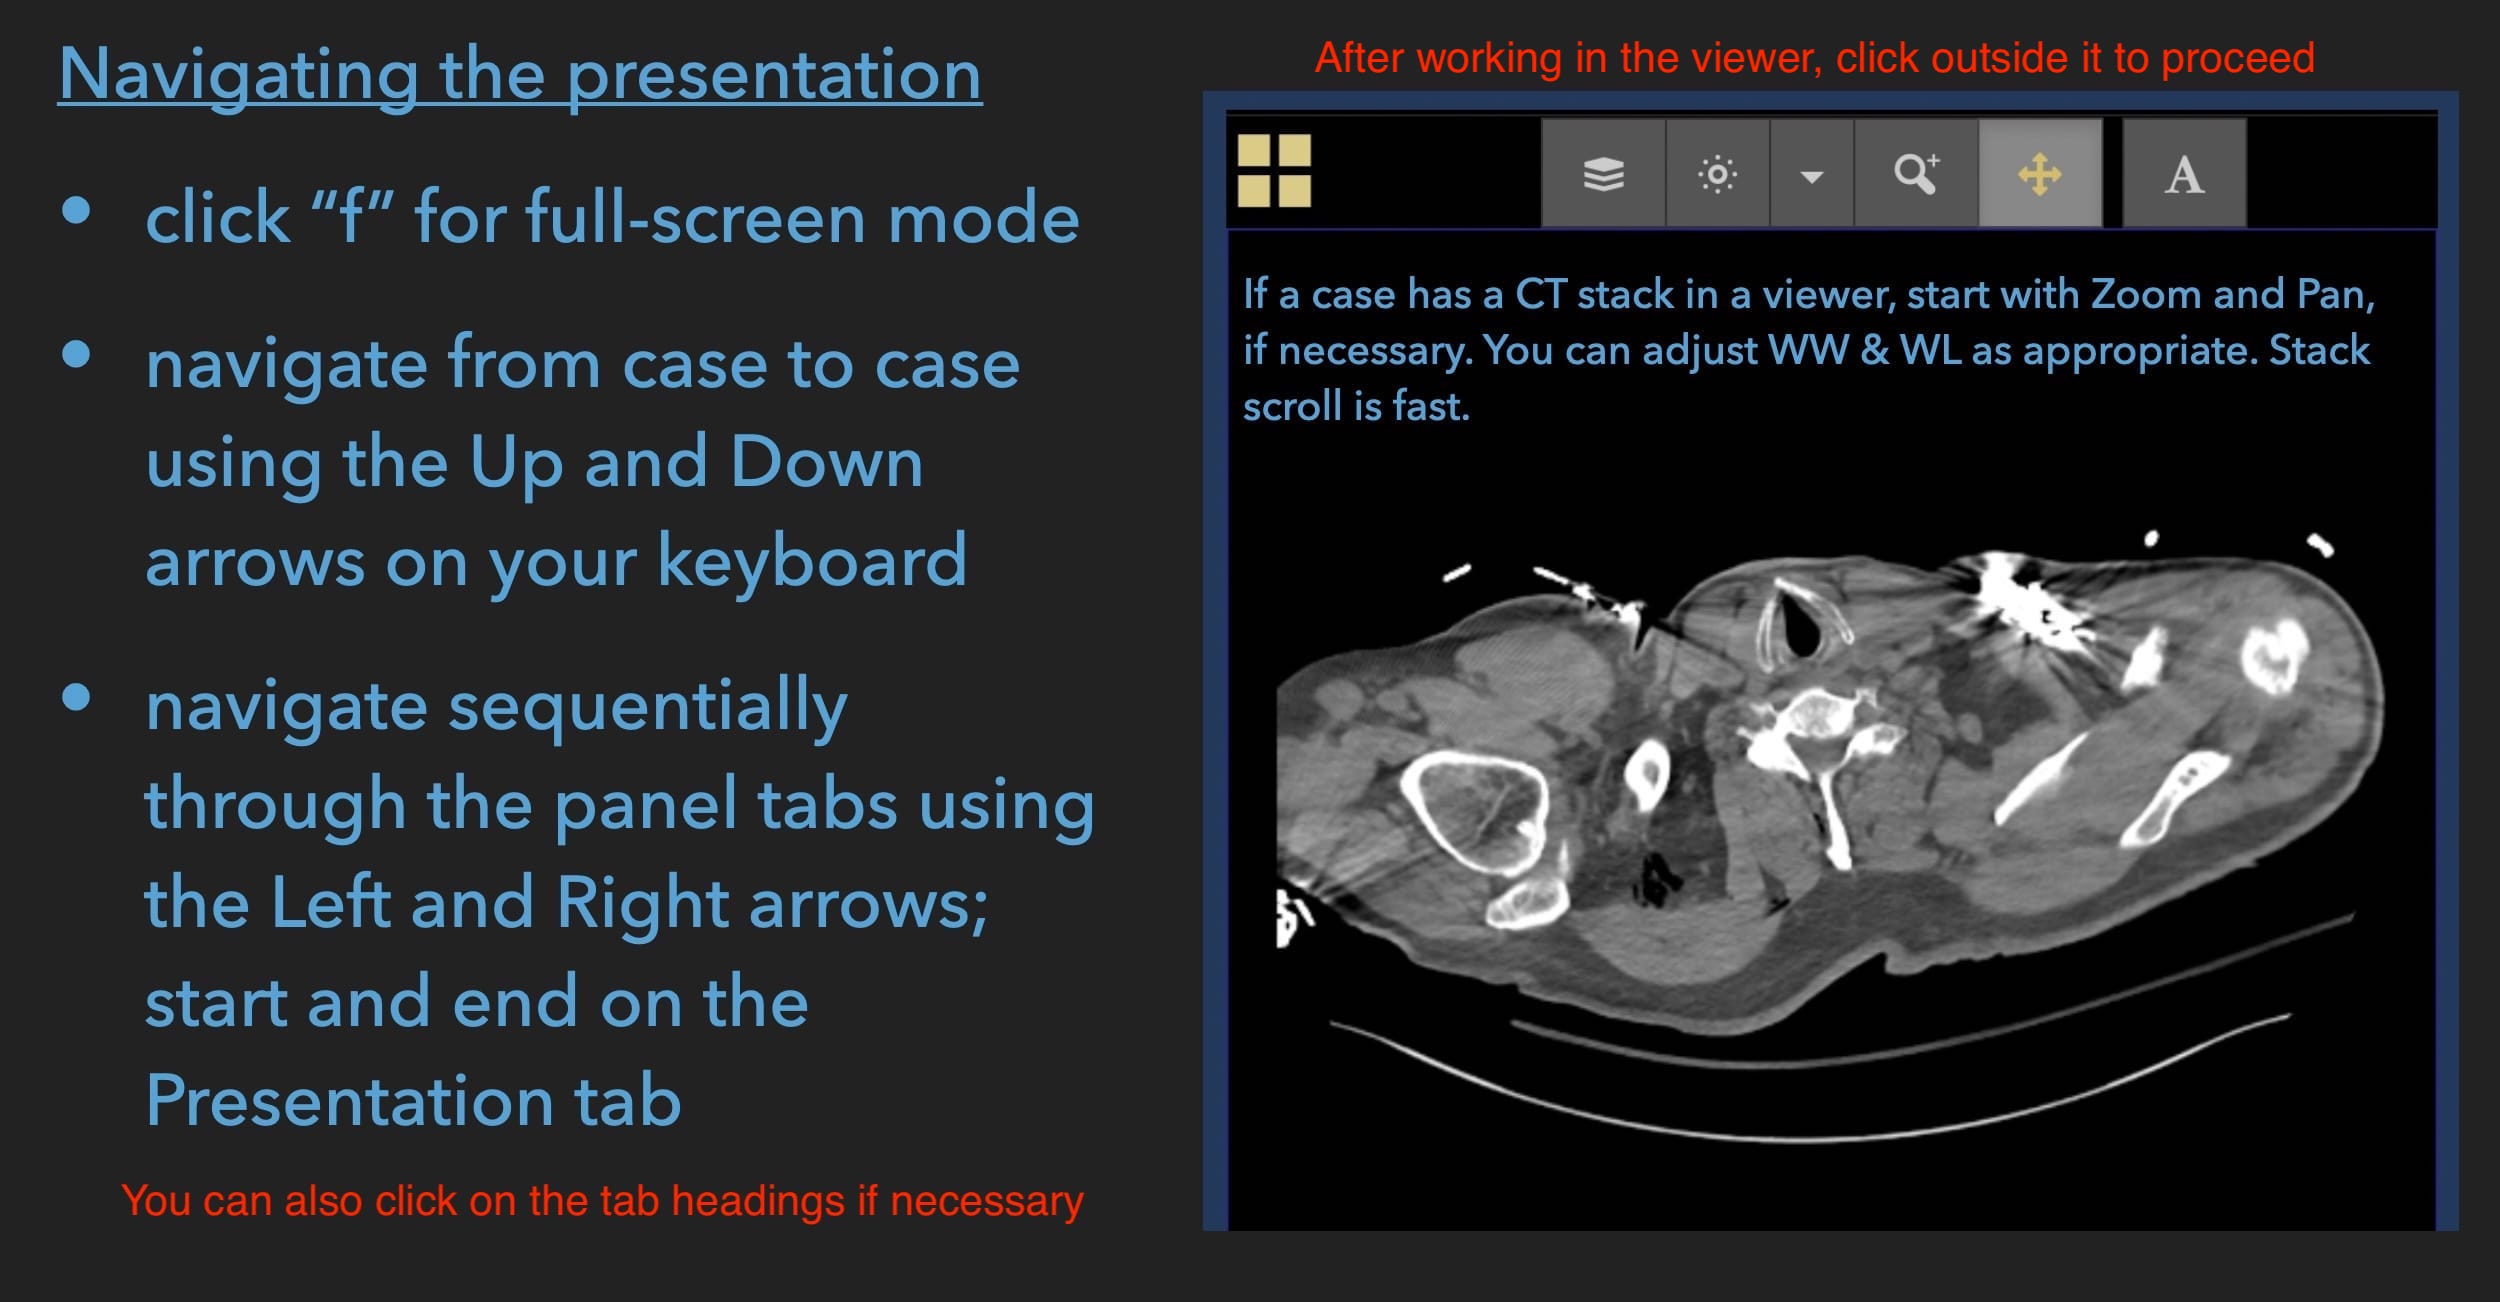 Navigating the presentation
• click “f” for full-screen mode
• navigate from case to case
using the Up and Down
arrows on your keyboard
• navigate sequentially
through the panel tabs using
the Left and Right arrows;
start and end on the
Presentation tab
You can also click on the tab headings if necessary
After working in the viewer, click outside it to proceed
A
If a case has a CT stack in a viewer, start with Zoom and Pan,
if necessary. You can adjust WW & WL as appropriate. Stack
scroll is fast.